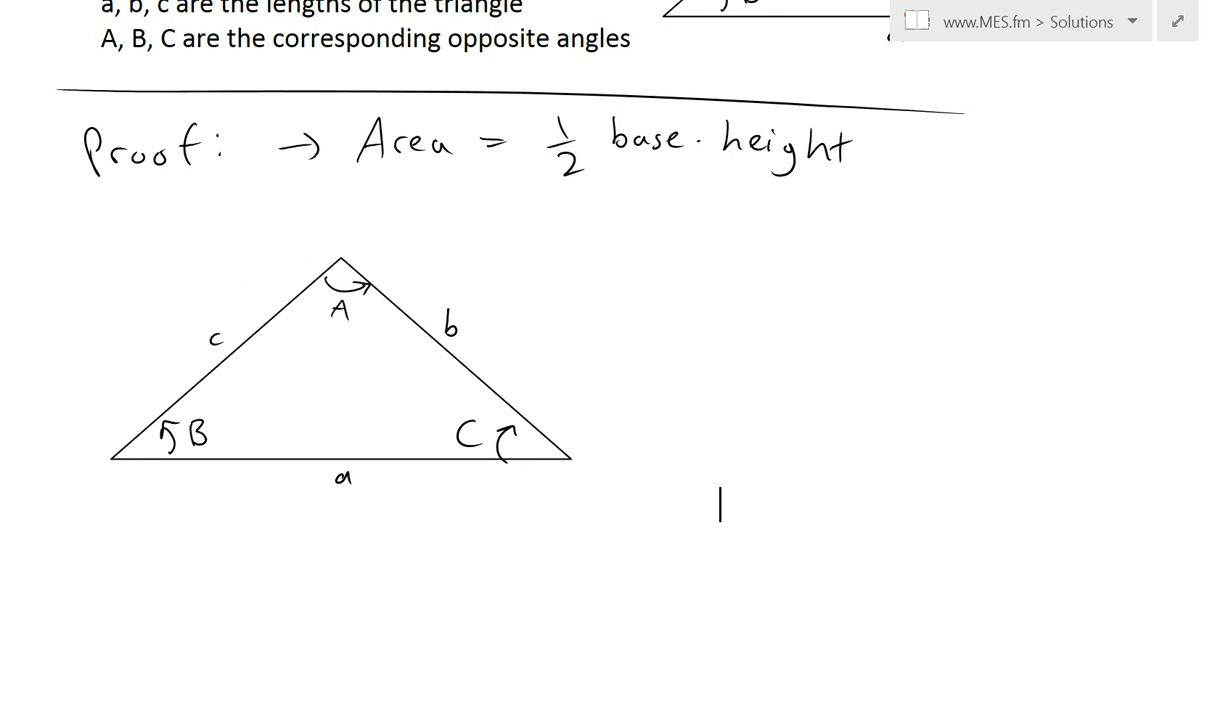 a, b, c are the lengths of the triangle
A, B, C are the corresponding opposite angles
www.MES.fm > Solutions
Proof: → Area = 1/2 base · height
A
c
b
B
C
a